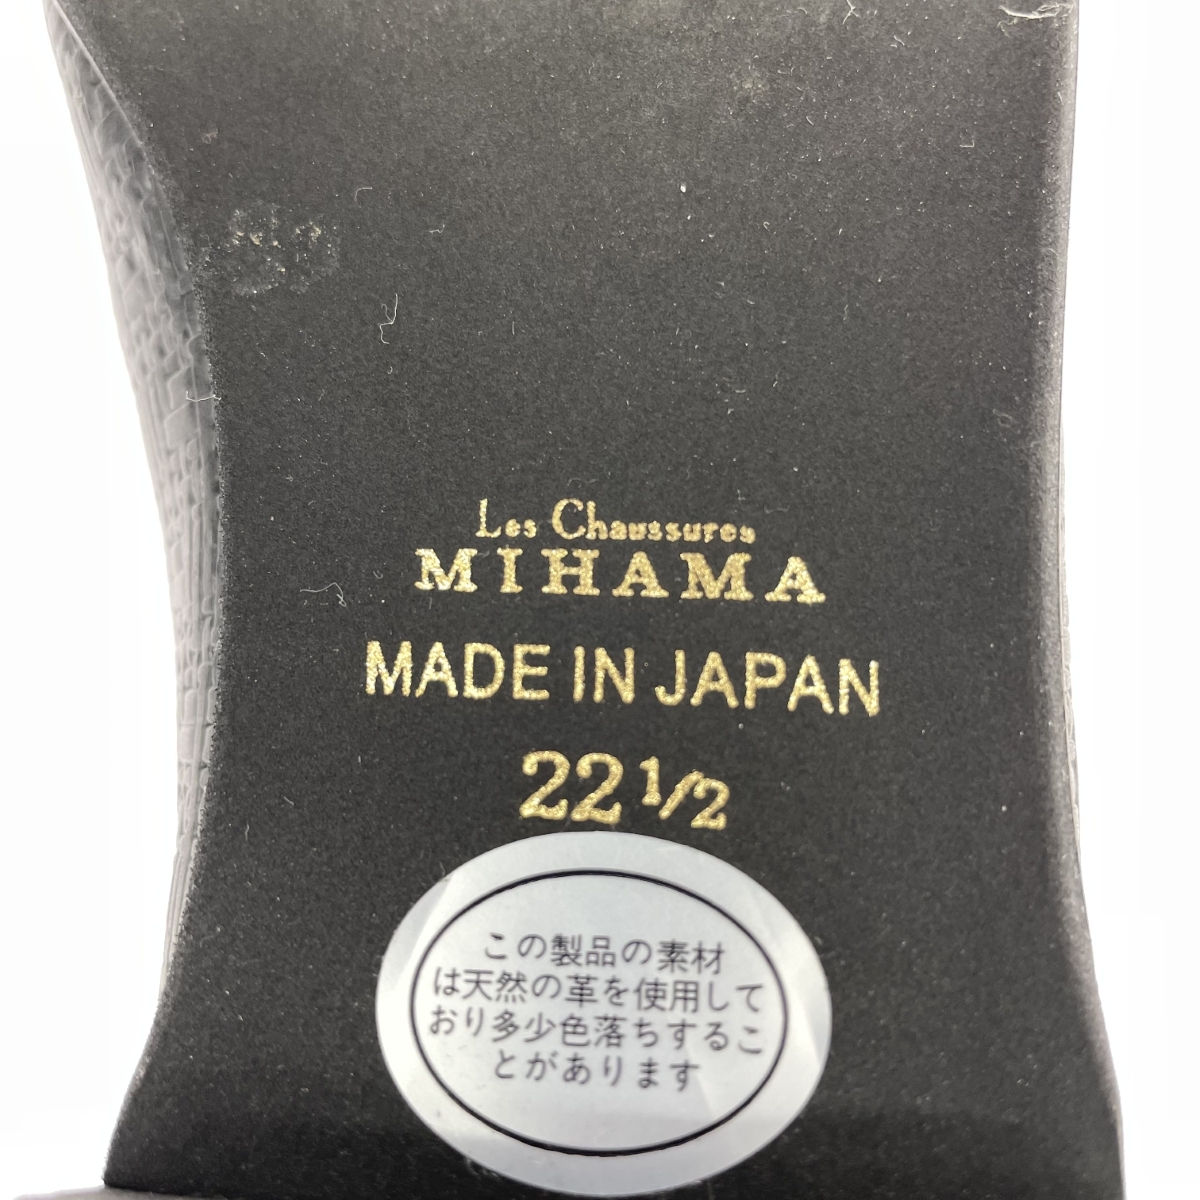 Les Chaussures
MIHAMA
MADE IN JAPAN
22 1/2
この製品の素材
は天然の革を使用して
おり多少色落ちするこ
とがあります